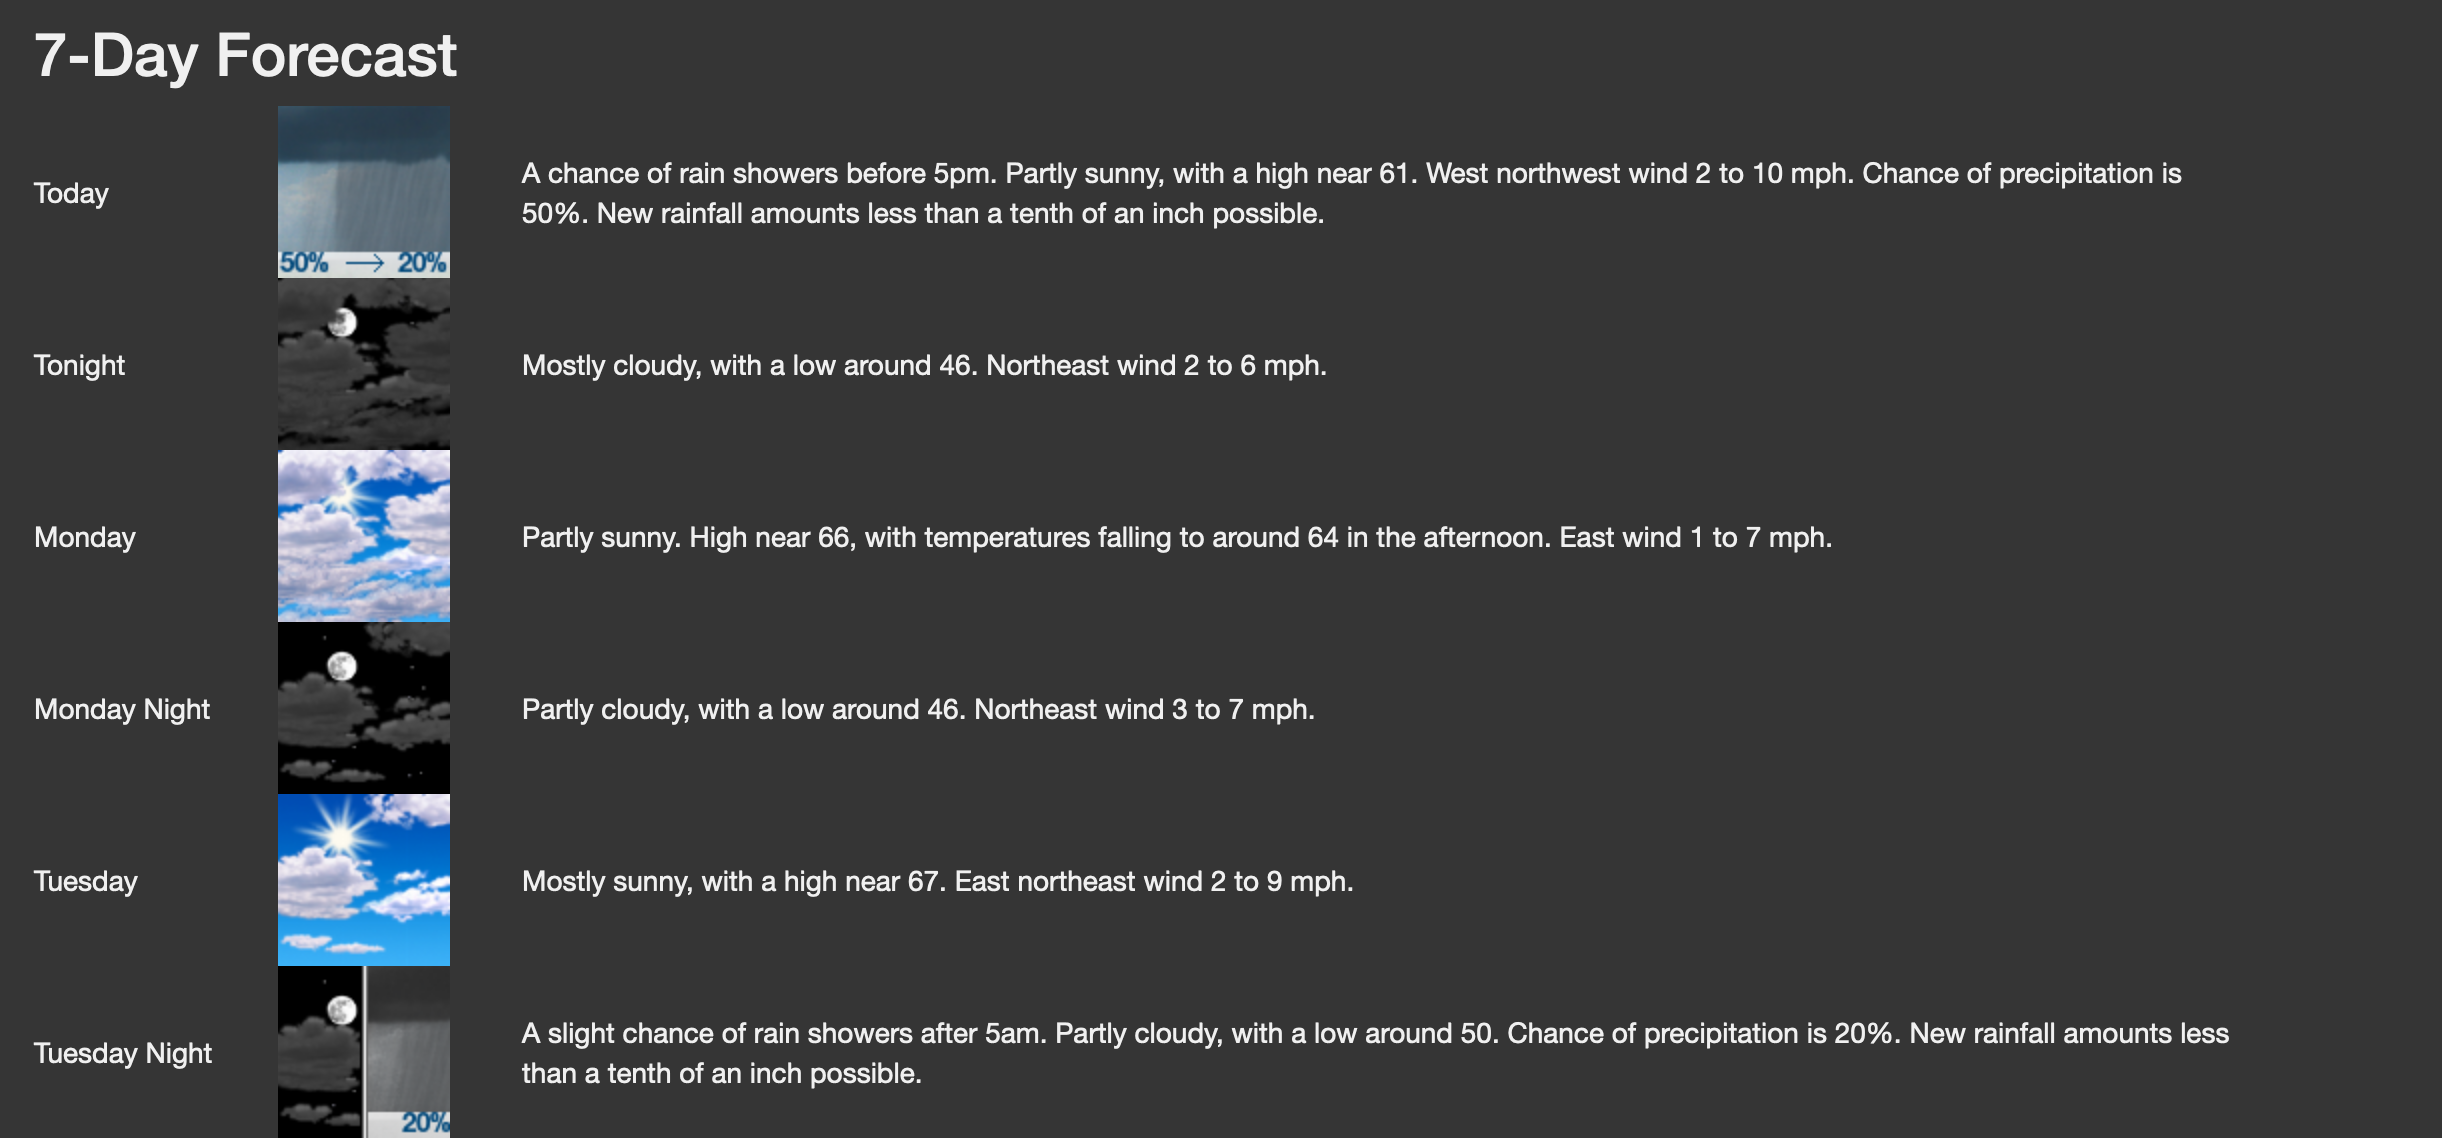 7-Day Forecast
Today
50% → 20%
A chance of rain showers before 5pm. Partly sunny, with a high near 61. West northwest wind 2 to 10 mph. Chance of precipitation is
50%. New rainfall amounts less than a tenth of an inch possible.
Tonight
Mostly cloudy, with a low around 46. Northeast wind 2 to 6 mph.
Monday
Partly sunny. High near 66, with temperatures falling to around 64 in the afternoon. East wind 1 to 7 mph.
Monday Night
Partly cloudy, with a low around 46. Northeast wind 3 to 7 mph.
Tuesday
Mostly sunny, with a high near 67. East northeast wind 2 to 9 mph.
Tuesday Night
20%
A slight chance of rain showers after 5am. Partly cloudy, with a low around 50. Chance of precipitation is 20%. New rainfall amounts less
than a tenth of an inch possible.